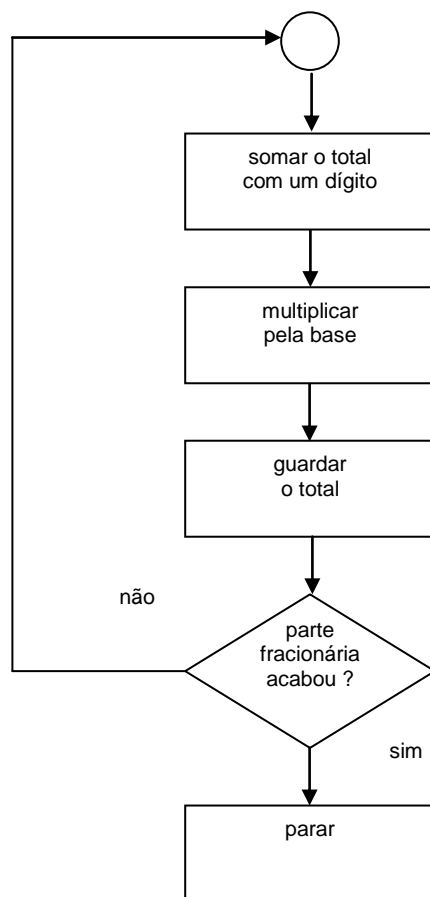 somar o total
com um dígito
multiplicar
pela base
guardar
o total
não
parte
fracionária
acabou ?
sim
parar